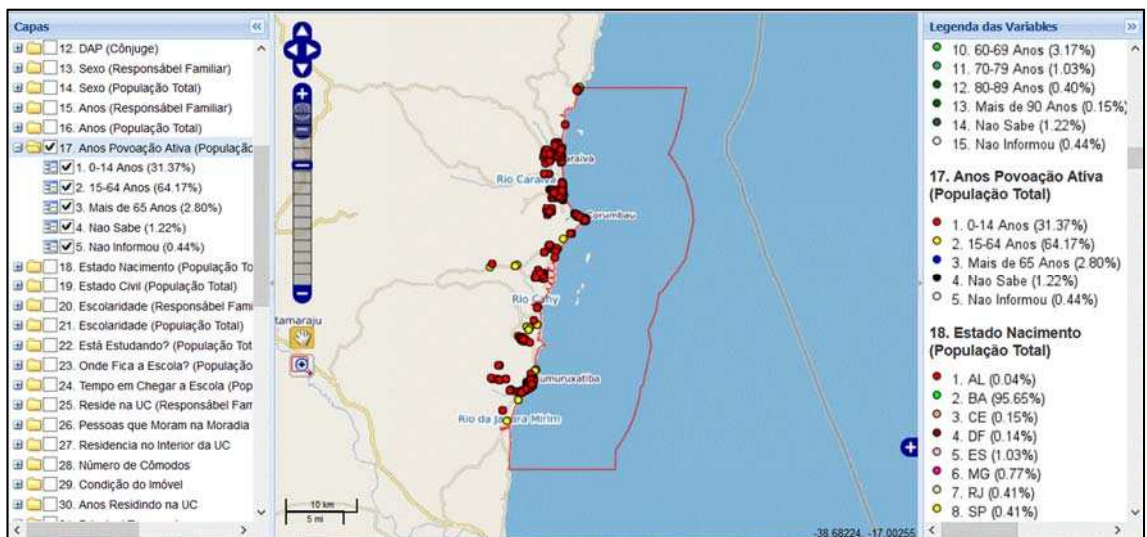 Capas
12. DAP (Cônjuge)
13. Sexo (Responsábel Familiar)
14. Sexo (População Total)
15. Anos (Responsábel Familiar)
16. Anos (População Total)
17. Anos Povoação Ativa (População
1. 0-14 Anos (31.37%)
2. 15-64 Anos (64.17%)
3. Mais de 65 Anos (2.80%)
4. Nao Sabe (1.22%)
5. Nao Informou (0.44%)
18. Estado Nacimento (População To
19. Estado Civil (População Total)
20. Escolaridade (Responsábel Fami
21. Escolaridade (População Total)
22. Está Estudando? (População Tot
23. Onde Fica a Escola? (População
24. Tempo em Chegar a Escola (Pop
25. Reside na UC (Responsábel Fam
26. Pessoas que Moram na Moradia
27. Residencia no Interior da UC
28. Número de Cômodos
29. Condição do Imóvel
30. Anos Residindo na UC
araiva
Rio Caraiva
Corumbau
Rio Cahy
tamaraju
umuruxatiba
Rio da Ja ra Mirim
10 km
5 mi
-38.68224, -17.00255
Legenda das Variables
10. 60-69 Anos (3.17%)
11. 70-79 Anos (1.03%)
12. 80-89 Anos (0.40%)
13. Mais de 90 Anos (0.15%)
14. Nao Sabe (1.22%)
15. Nao Informou (0.44%)
17. Anos Povoação Ativa
(População Total)
1. 0-14 Anos (31.37%)
2. 15-64 Anos (64.17%)
3. Mais de 65 Anos (2.80%)
4. Nao Sabe (1.22%)
5. Nao Informou (0.44%)
18. Estado Nacimento
(População Total)
1. AL (0.04%)
2. BA (95.65%)
3. CE (0.15%)
4. DF (0.14%)
5. ES (1.03%)
6. MG (0.77%)
7. RJ (0.41%)
8. SP (0.41%)